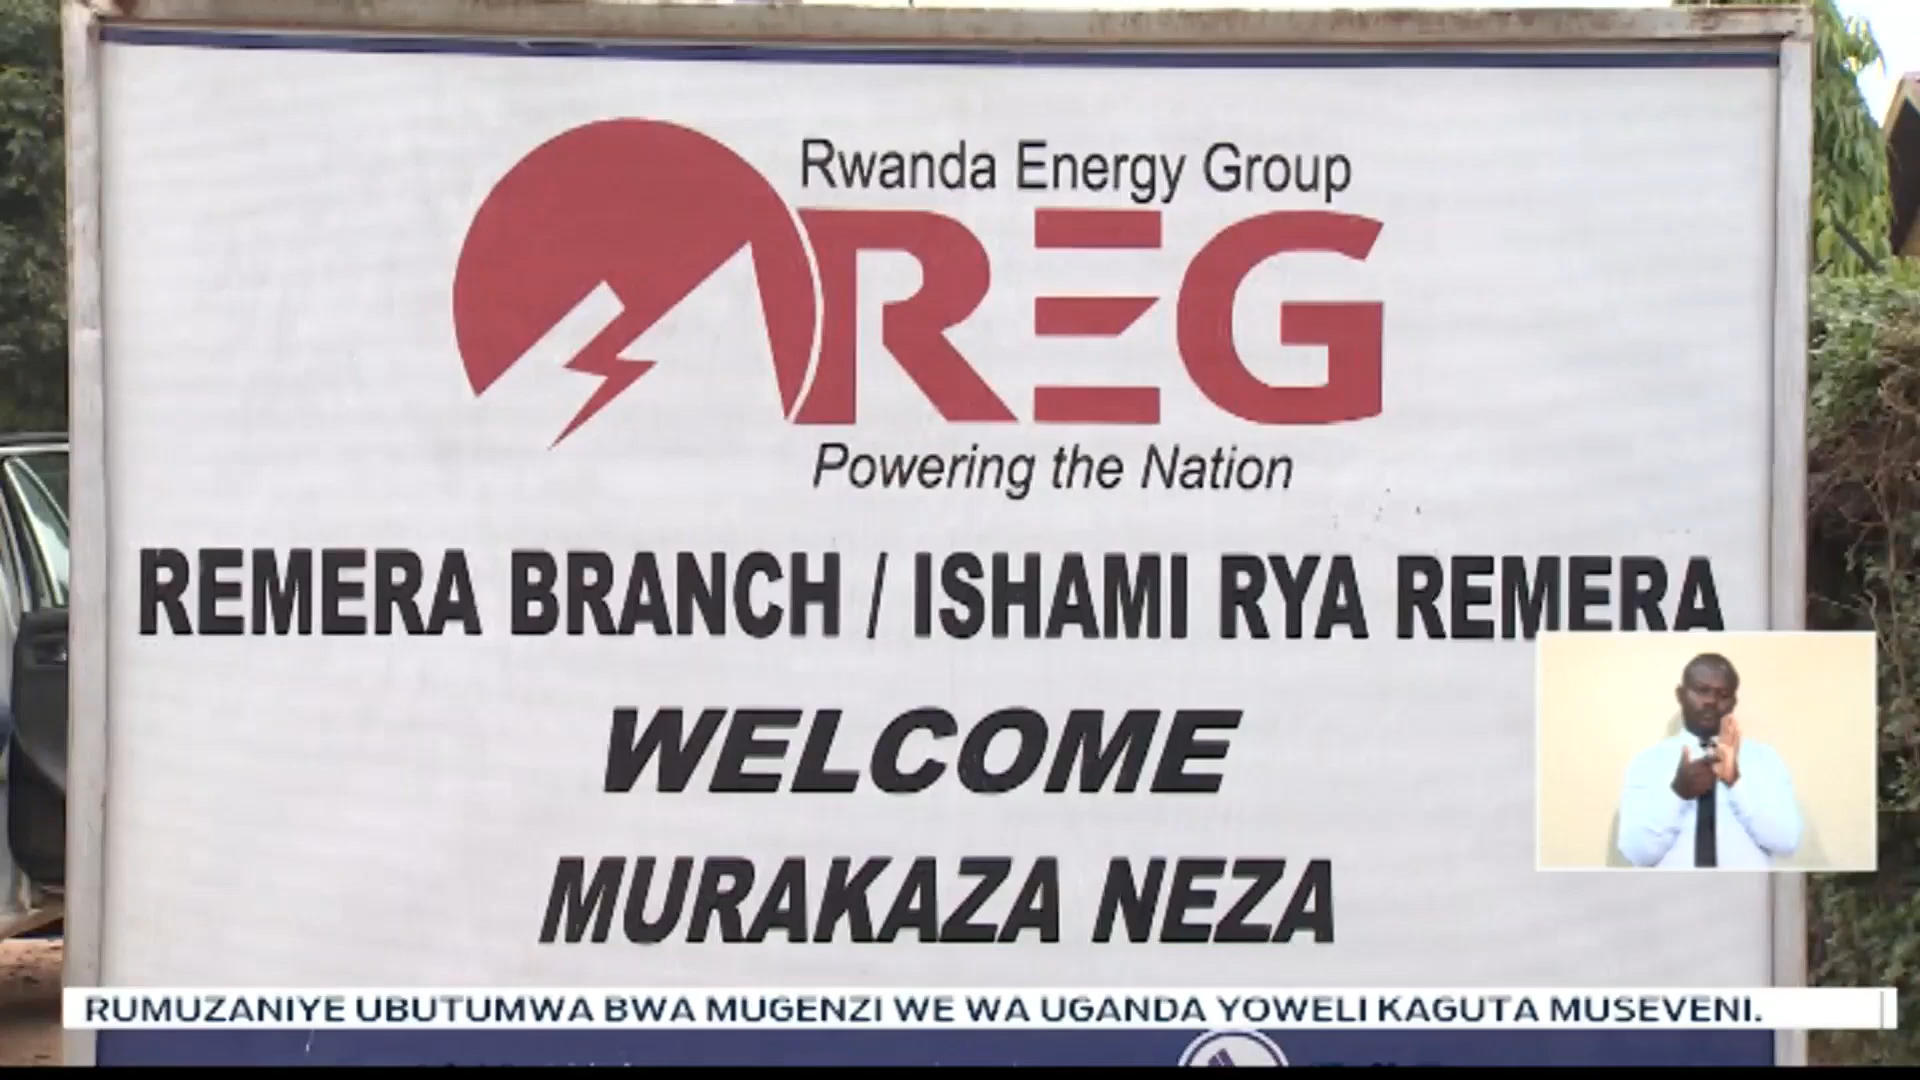 Rwanda Energy Group
REG
Powering the Nation
REMERA BRANCH / ISHAMI RYA REMERA
WELCOME
MURAKAZA NEZA
RUMUZANIYE UBUTUMWA BWA MUGENZI WE WA UGANDA YOWELI KAGUTA MUSEVENI.